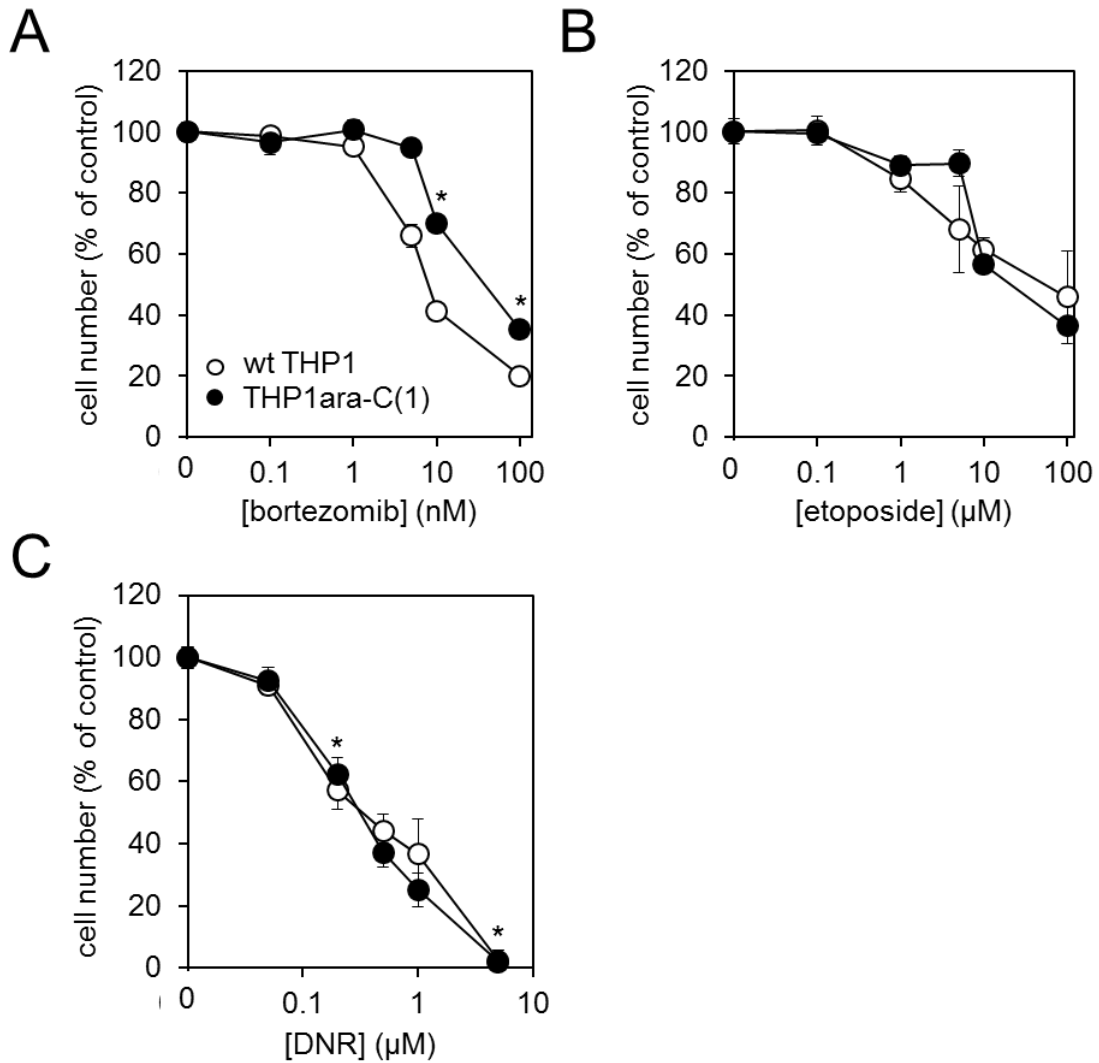 A
cell number (% of control)
120
100
80
60
40
20
0
*
*
wt THP1
THP1ara-C(1)
0 0.1 1 10 100
[bortezomib] (nM)
B
cell number (% of control)
120
100
80
60
40
20
0
0 0.1 1 10 100
[etoposide] (µM)
C
cell number (% of control)
120
100
80
60
40
20
0
*
*
0 0.1 1 10
[DNR] (µM)